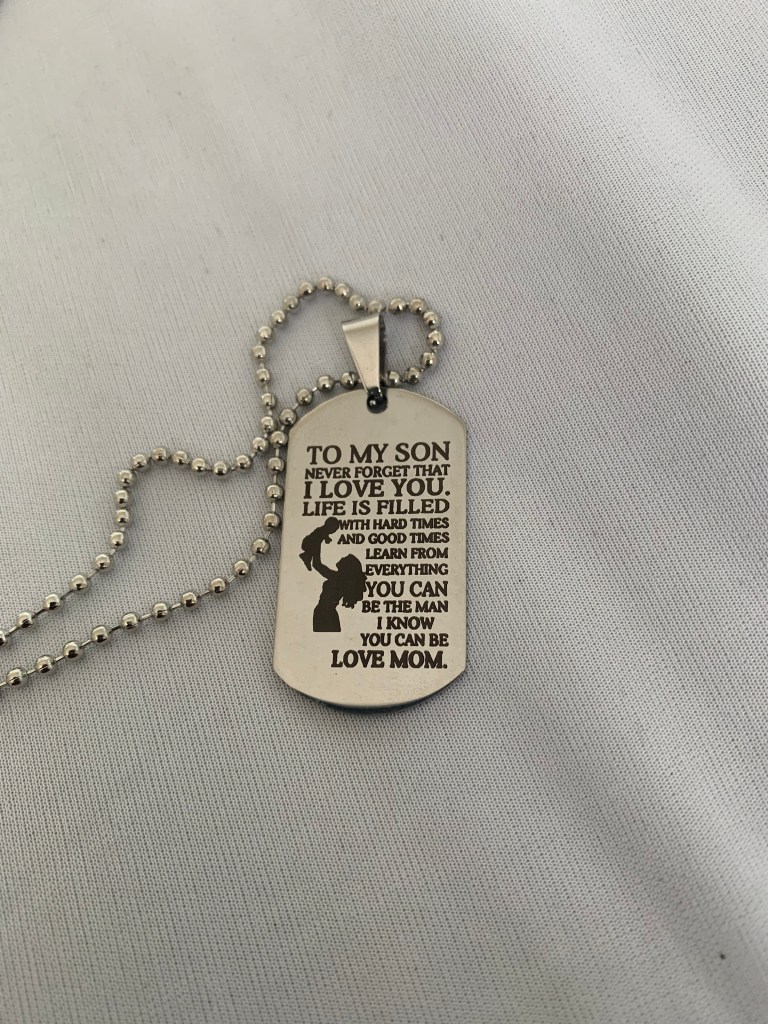 TO MY SON
NEVER FORGET THAT
I LOVE YOU.
LIFE IS FILLED
WITH HARD TIMES
AND GOOD TIMES
LEARN FROM
EVERYTHING
YOU CAN
BE THE MAN
I KNOW
YOU CAN BE
LOVE MOM.